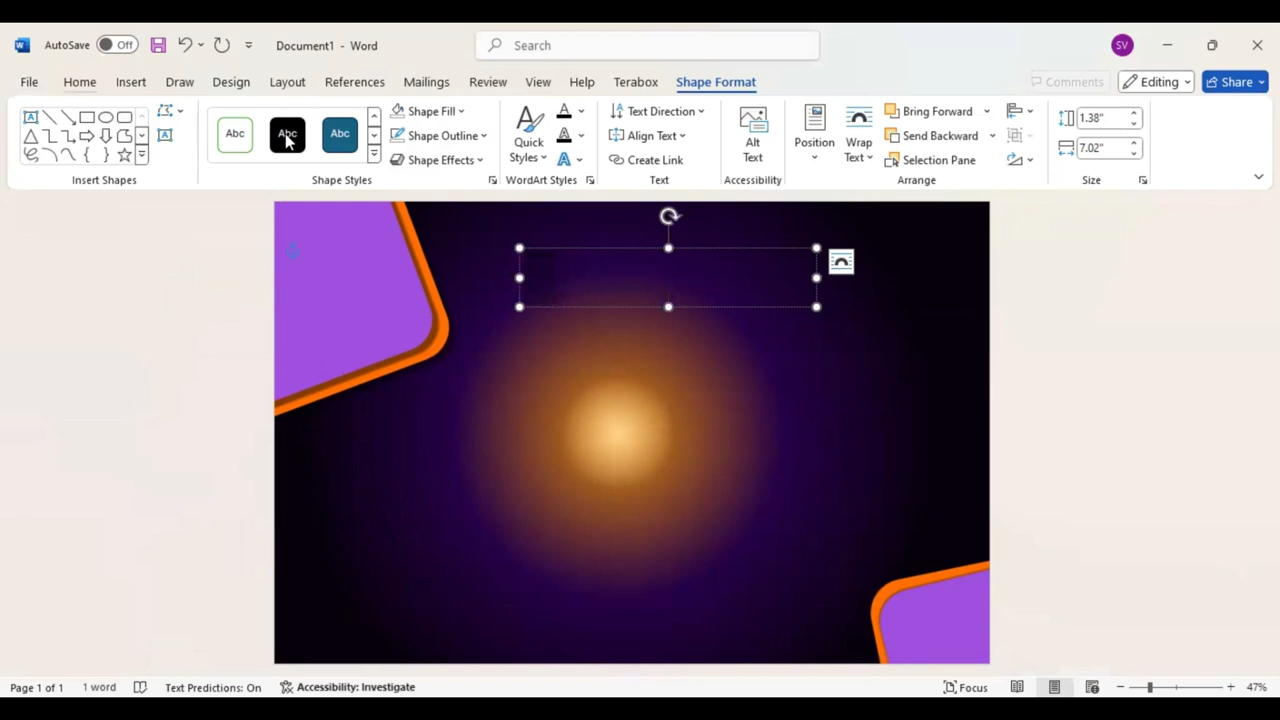 AutoSave Off Document1 - Word Search SV
File Home Insert Draw Design Layout References Mailings Review View Help Terabox Shape Format Comments Editing Share
Abc Abc Abc
Shape Fill
Shape Outline
Shape Effects
Quick
Styles
Text Direction
Align Text
Create Link
Alt
Text
Position
Wrap
Text
Bring Forward
Send Backward
Selection Pane
1.38"
7.02"
Insert Shapes Shape Styles WordArt Styles Text Accessibility Arrange Size
Page 1 of 1 1 word Text Predictions: On Accessibility: Investigate Focus 47%